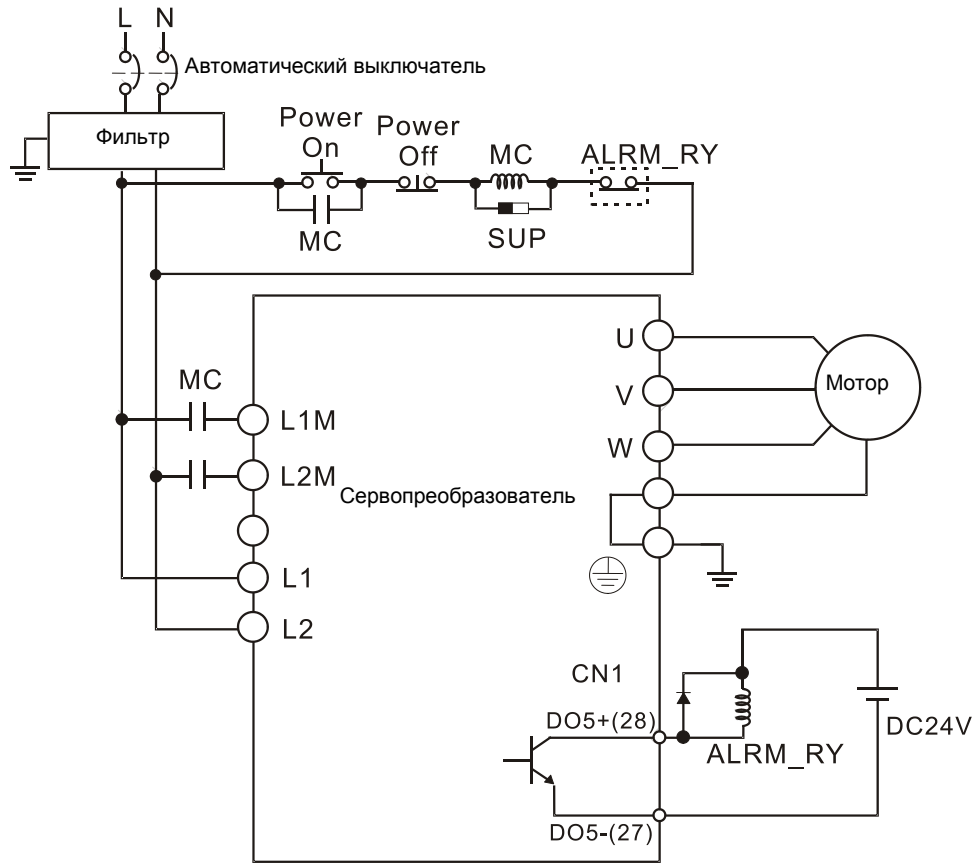 L N
Автоматический выключатель
Фильтр
Power On
Power Off
MC
ALRM_RY
MC
SUP
MC
L1M
L2M
L1
L2
Сервопреобразователь
U
V
W
Мотор
CN1
DO5+(28)
DO5-(27)
ALRM_RY
DC24V